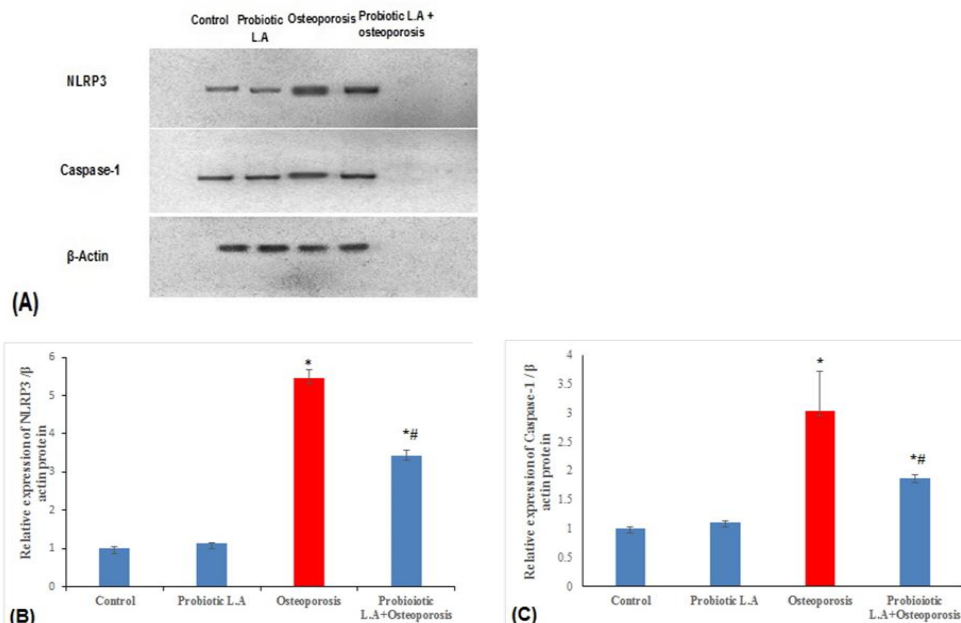 Control
Probiotic
L.A
Osteoporosis
Probiotic L.A +
osteoporosis
NLRP3
Caspase-1
β-Actin
(A)
Relative expression of NLRP3 /β
actin protein
6
5
4
3
2
1
0
*
*#
Control
Probiotic L.A
Osteoporosis
Probioiotic
L.A+Osteoporosis
(B)
Relative expression of Caspase-1 / β
actin protein
4
3.5
3
2.5
2
1.5
1
0.5
0
*
*#
Control
Probiotic L.A
Osteoporosis
Probioiotic
L.A+Osteoporosis
(C)